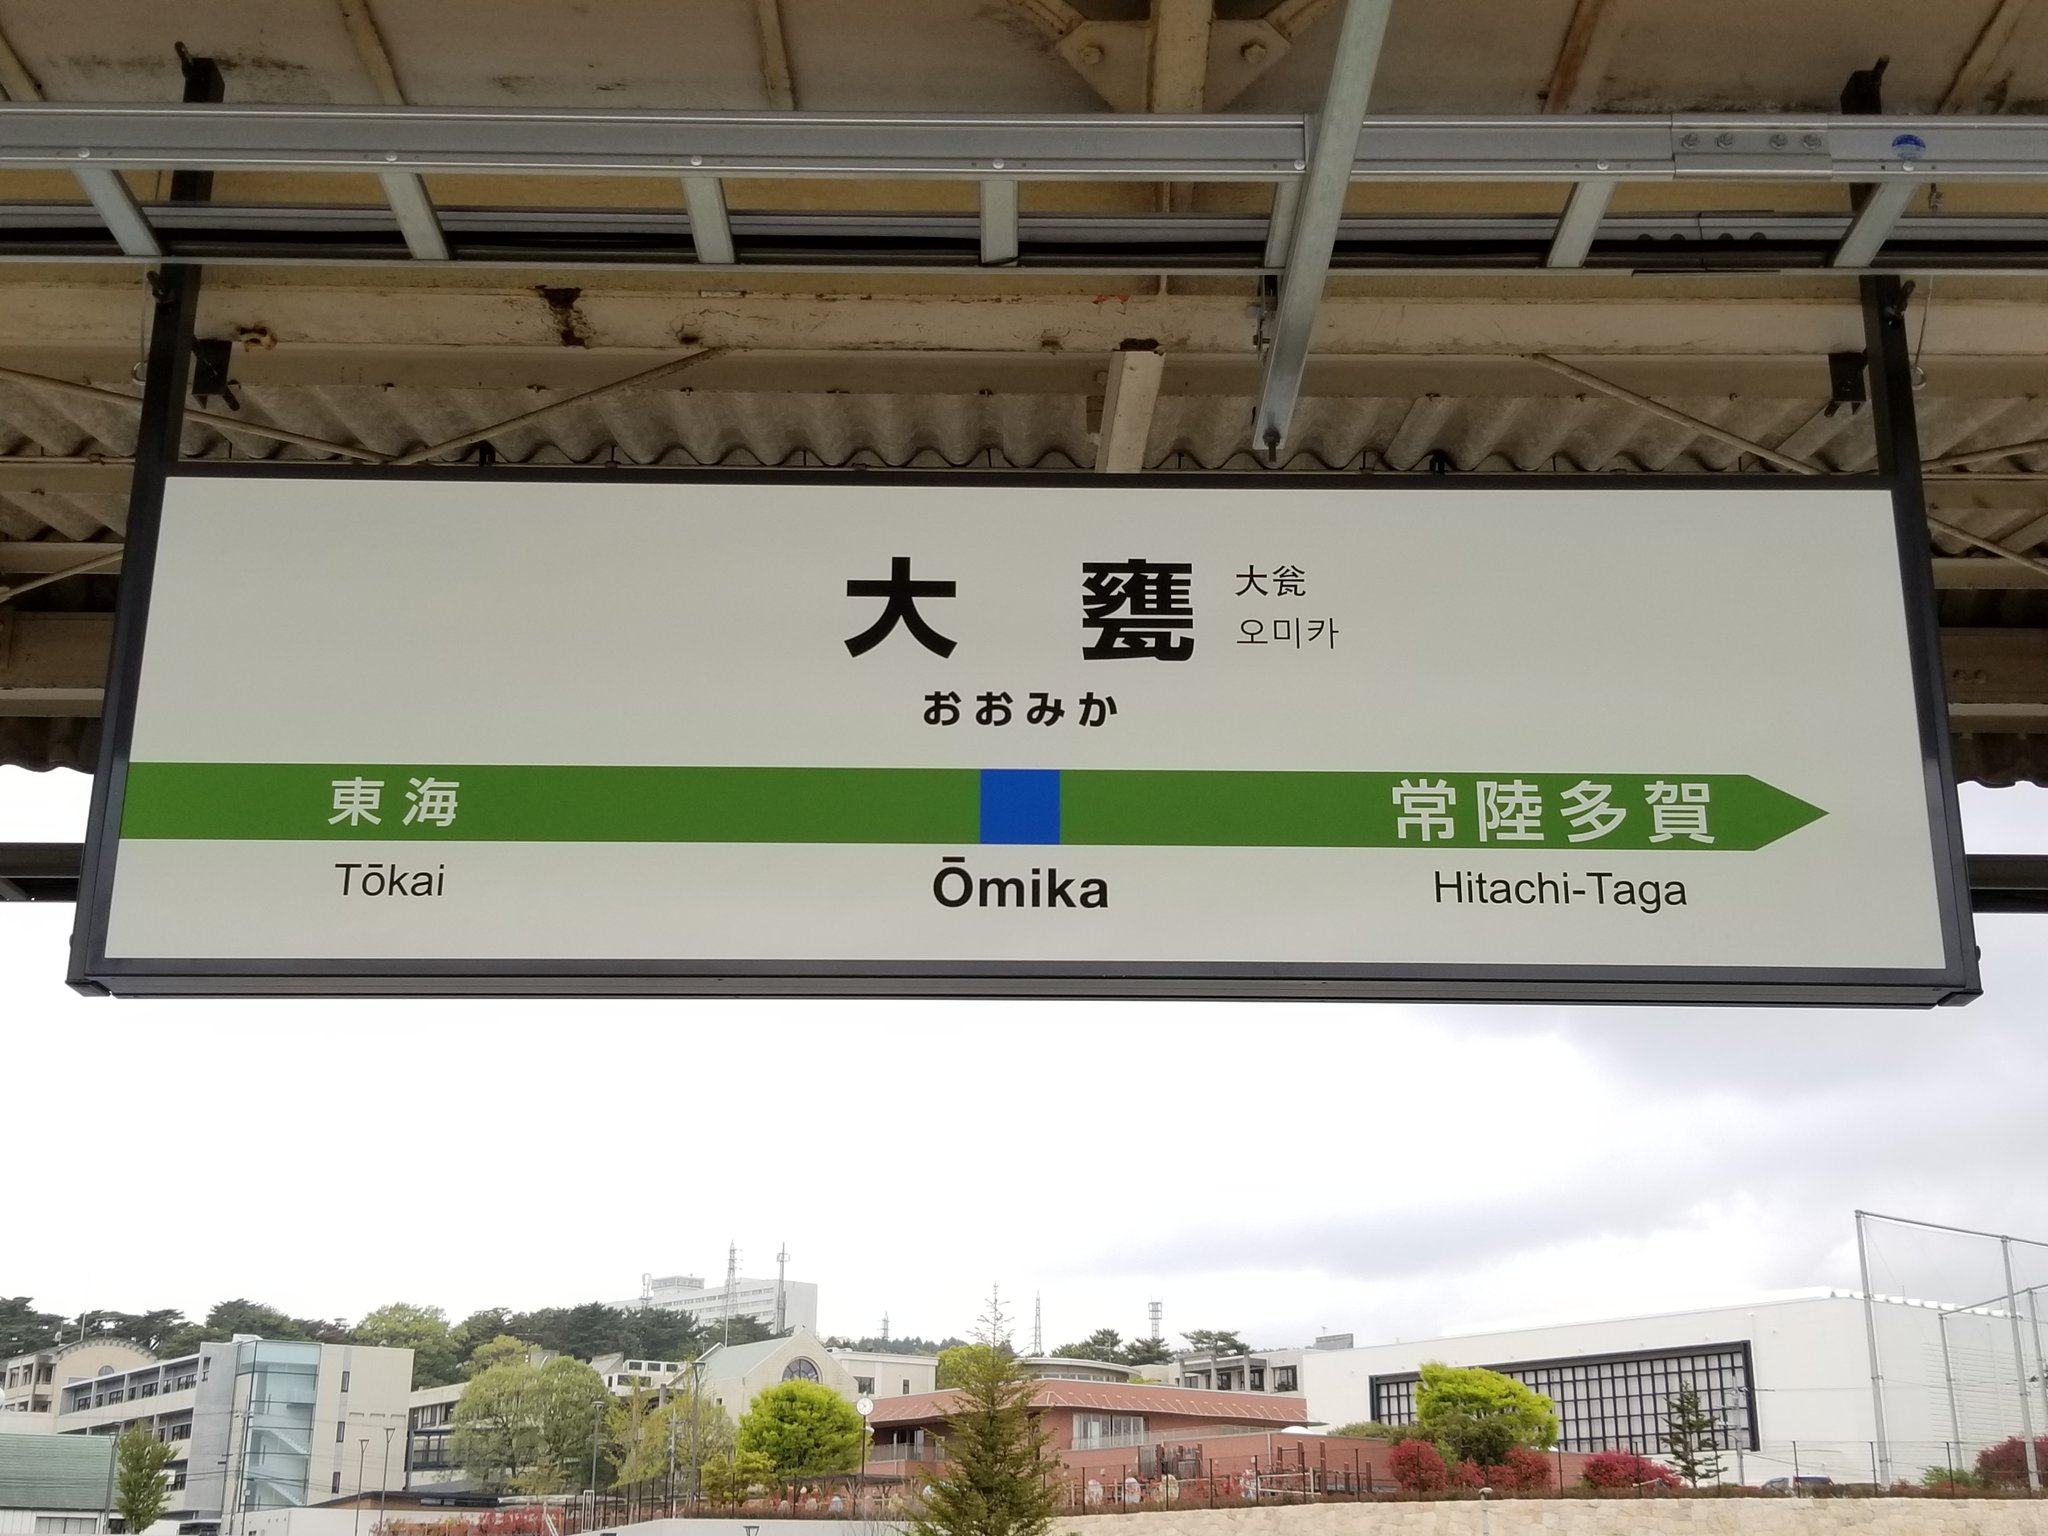 大甕
大瓮
오미카
おおみか
東海
常陸多賀
Tōkai
Ōmika
Hitachi-Taga